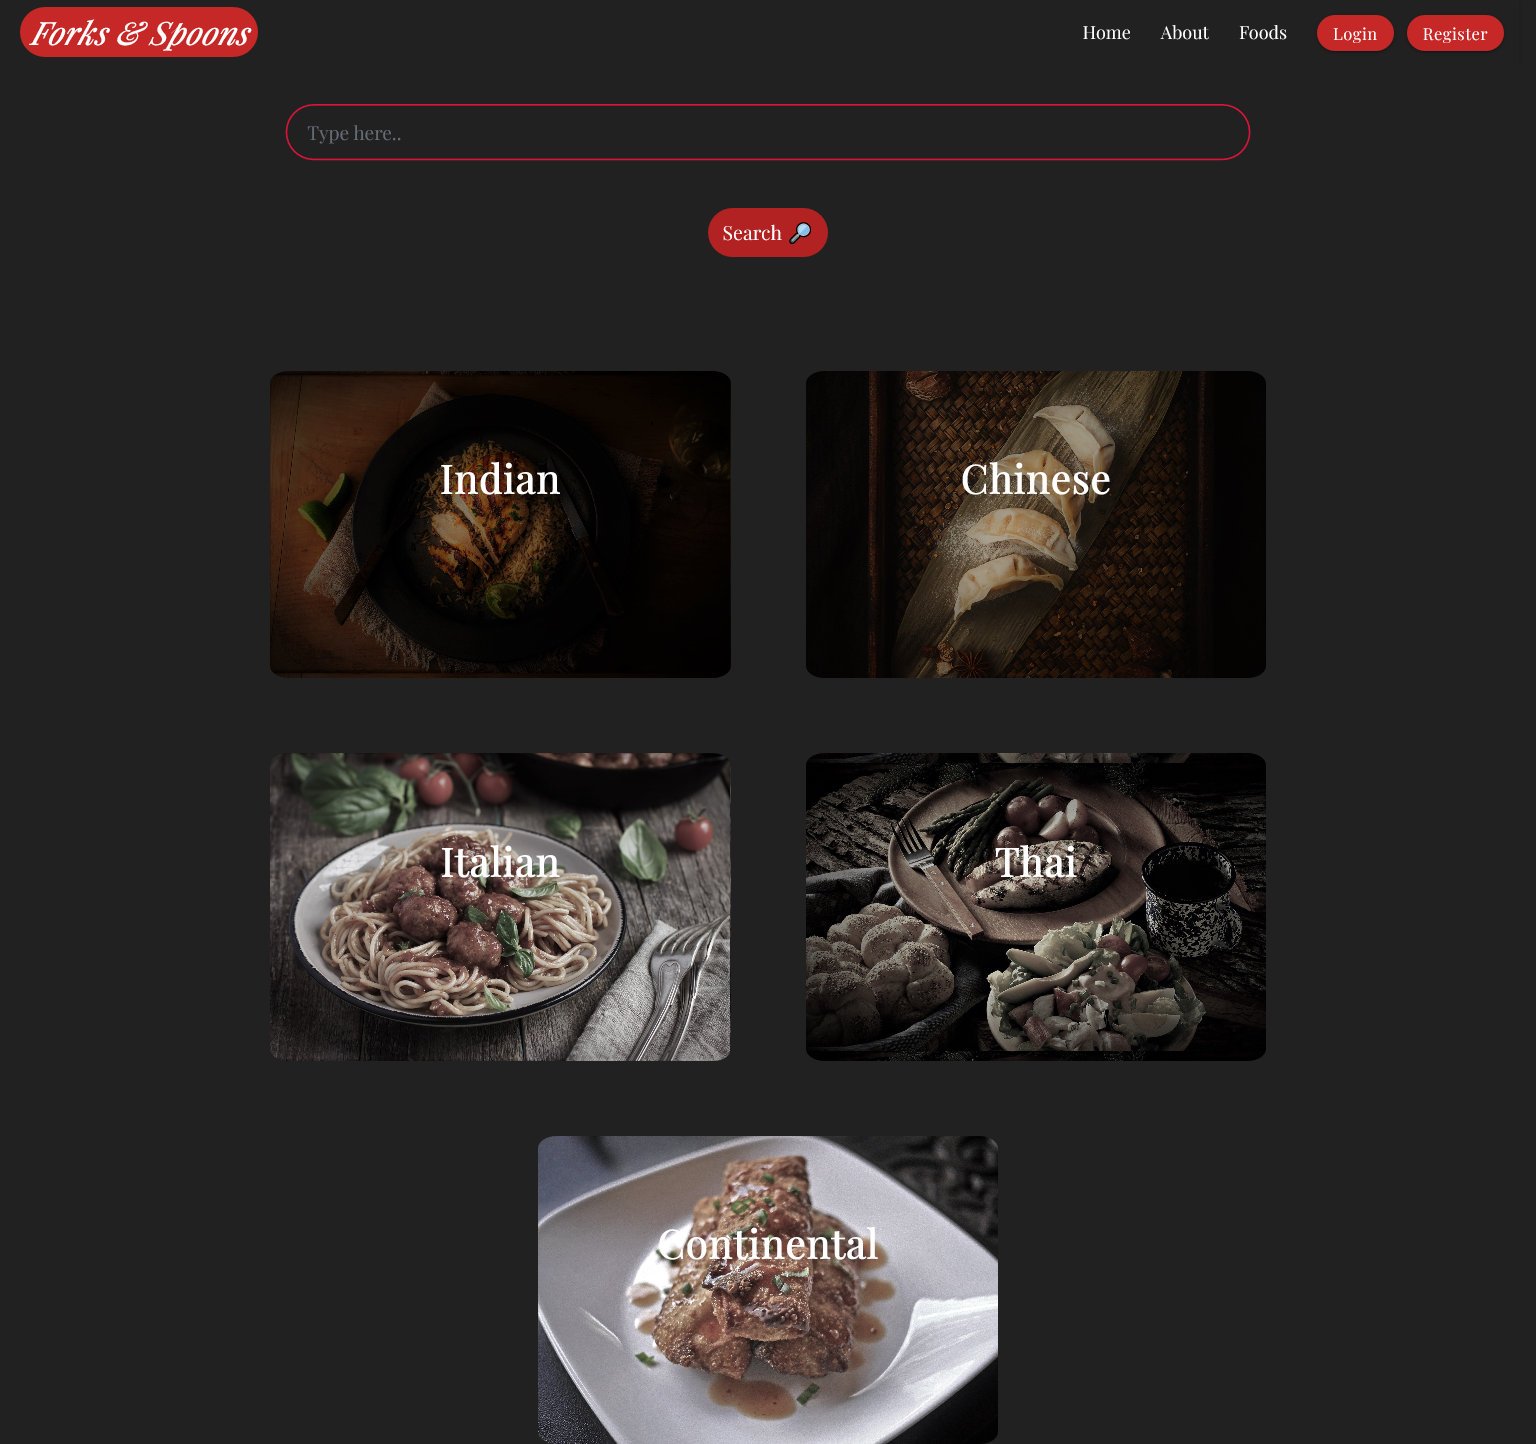 Forks & Spoons
Home About Foods Login Register
Type here..
Search 🔎
Indian
Chinese
Italian
Thai
Continental